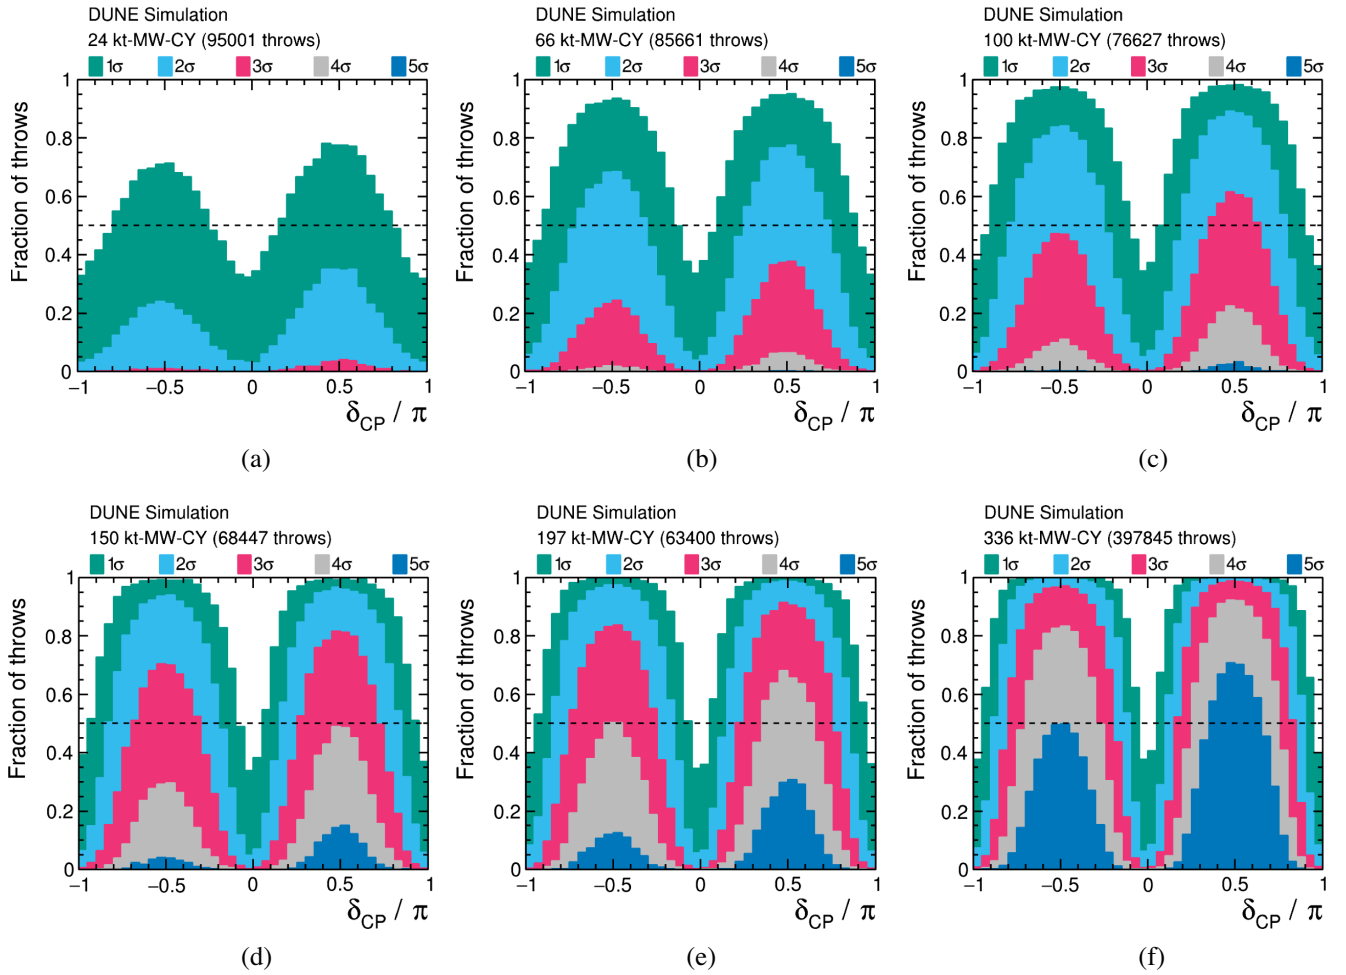 DUNE Simulation
24 kt-MW-CY (95001 throws)
1σ 2σ 3σ 4σ 5σ
Fraction of throws
1
0.8
0.6
0.4
0.2
0
−1 −0.5 0 0.5 1
δCP / π
(a)
DUNE Simulation
66 kt-MW-CY (85661 throws)
1σ 2σ 3σ 4σ 5σ
Fraction of throws
1
0.8
0.6
0.4
0.2
0
−1 −0.5 0 0.5 1
δCP / π
(b)
DUNE Simulation
100 kt-MW-CY (76627 throws)
1σ 2σ 3σ 4σ 5σ
Fraction of throws
1
0.8
0.6
0.4
0.2
0
−1 −0.5 0 0.5 1
δCP / π
(c)
DUNE Simulation
150 kt-MW-CY (68447 throws)
1σ 2σ 3σ 4σ 5σ
Fraction of throws
1
0.8
0.6
0.4
0.2
0
−1 −0.5 0 0.5 1
δCP / π
(d)
DUNE Simulation
197 kt-MW-CY (63400 throws)
1σ 2σ 3σ 4σ 5σ
Fraction of throws
1
0.8
0.6
0.4
0.2
0
−1 −0.5 0 0.5 1
δCP / π
(e)
DUNE Simulation
336 kt-MW-CY (397845 throws)
1σ 2σ 3σ 4σ 5σ
Fraction of throws
1
0.8
0.6
0.4
0.2
0
−1 −0.5 0 0.5 1
δCP / π
(f)